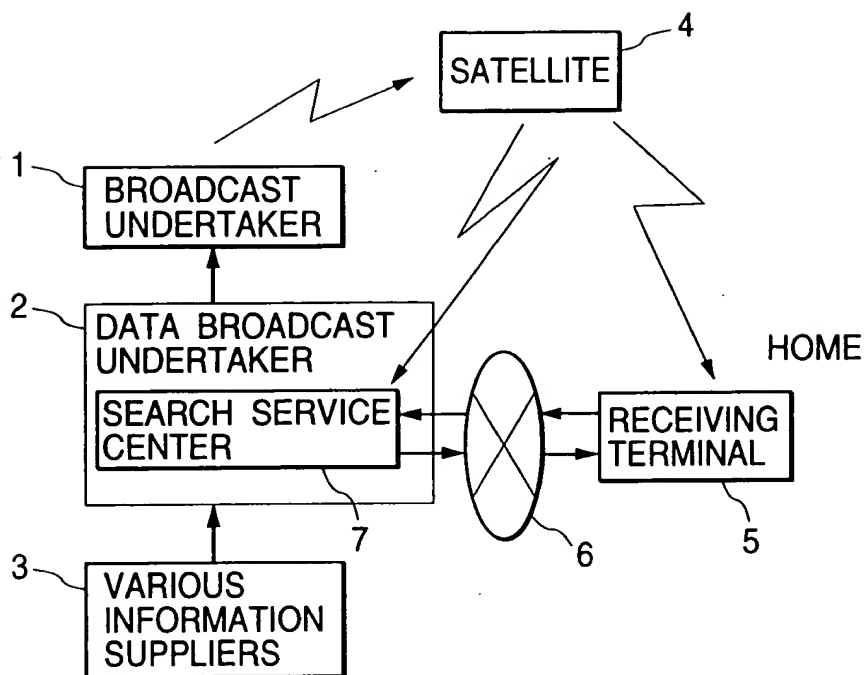 4
SATELLITE
1
BROADCAST
UNDERTAKER
2
DATA BROADCAST
UNDERTAKER
HOME
SEARCH SERVICE
CENTER
RECEIVING
TERMINAL
7
6
5
3
VARIOUS
INFORMATION
SUPPLIERS